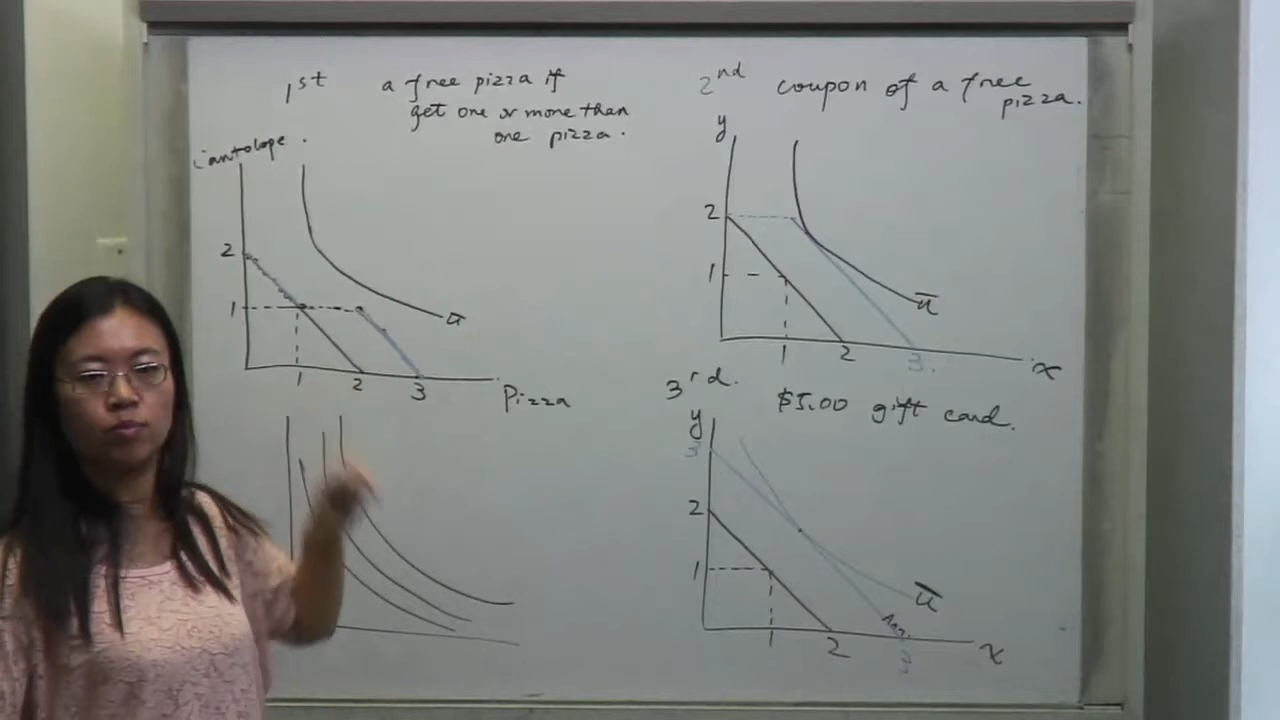 1st a free pizza if
get one or more than
one pizza.
Cantolope.
2
1
1
2
3
Pizza
ū
2nd coupon of a free
pizza.
y
2
1
1
2
3.
x
ū
3rd. $5.00 gift card.
y
3
2
1
1
2
3
x
ū